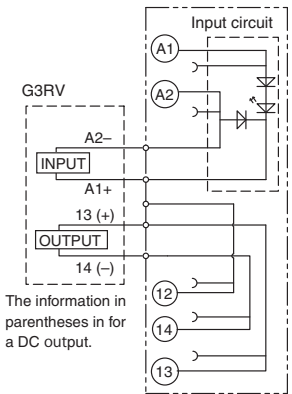 Input circuit
A1
G3RV
A2
A2–
INPUT
A1+
13 (+)
OUTPUT
14 (–)
12
The information in
parentheses in for
a DC output.
14
13